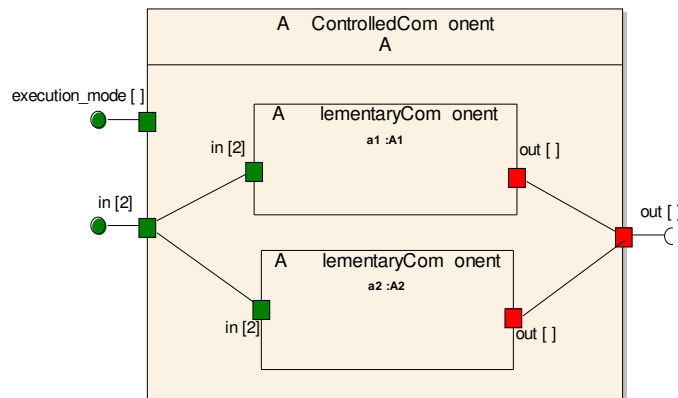 A ControlledCom onent
A
execution_mode [ ]
A lementaryCom onent
a1 :A1
in [2]
out [ ]
in [2]
out [ ]
A lementaryCom onent
a2 :A2
in [2]
out [ ]